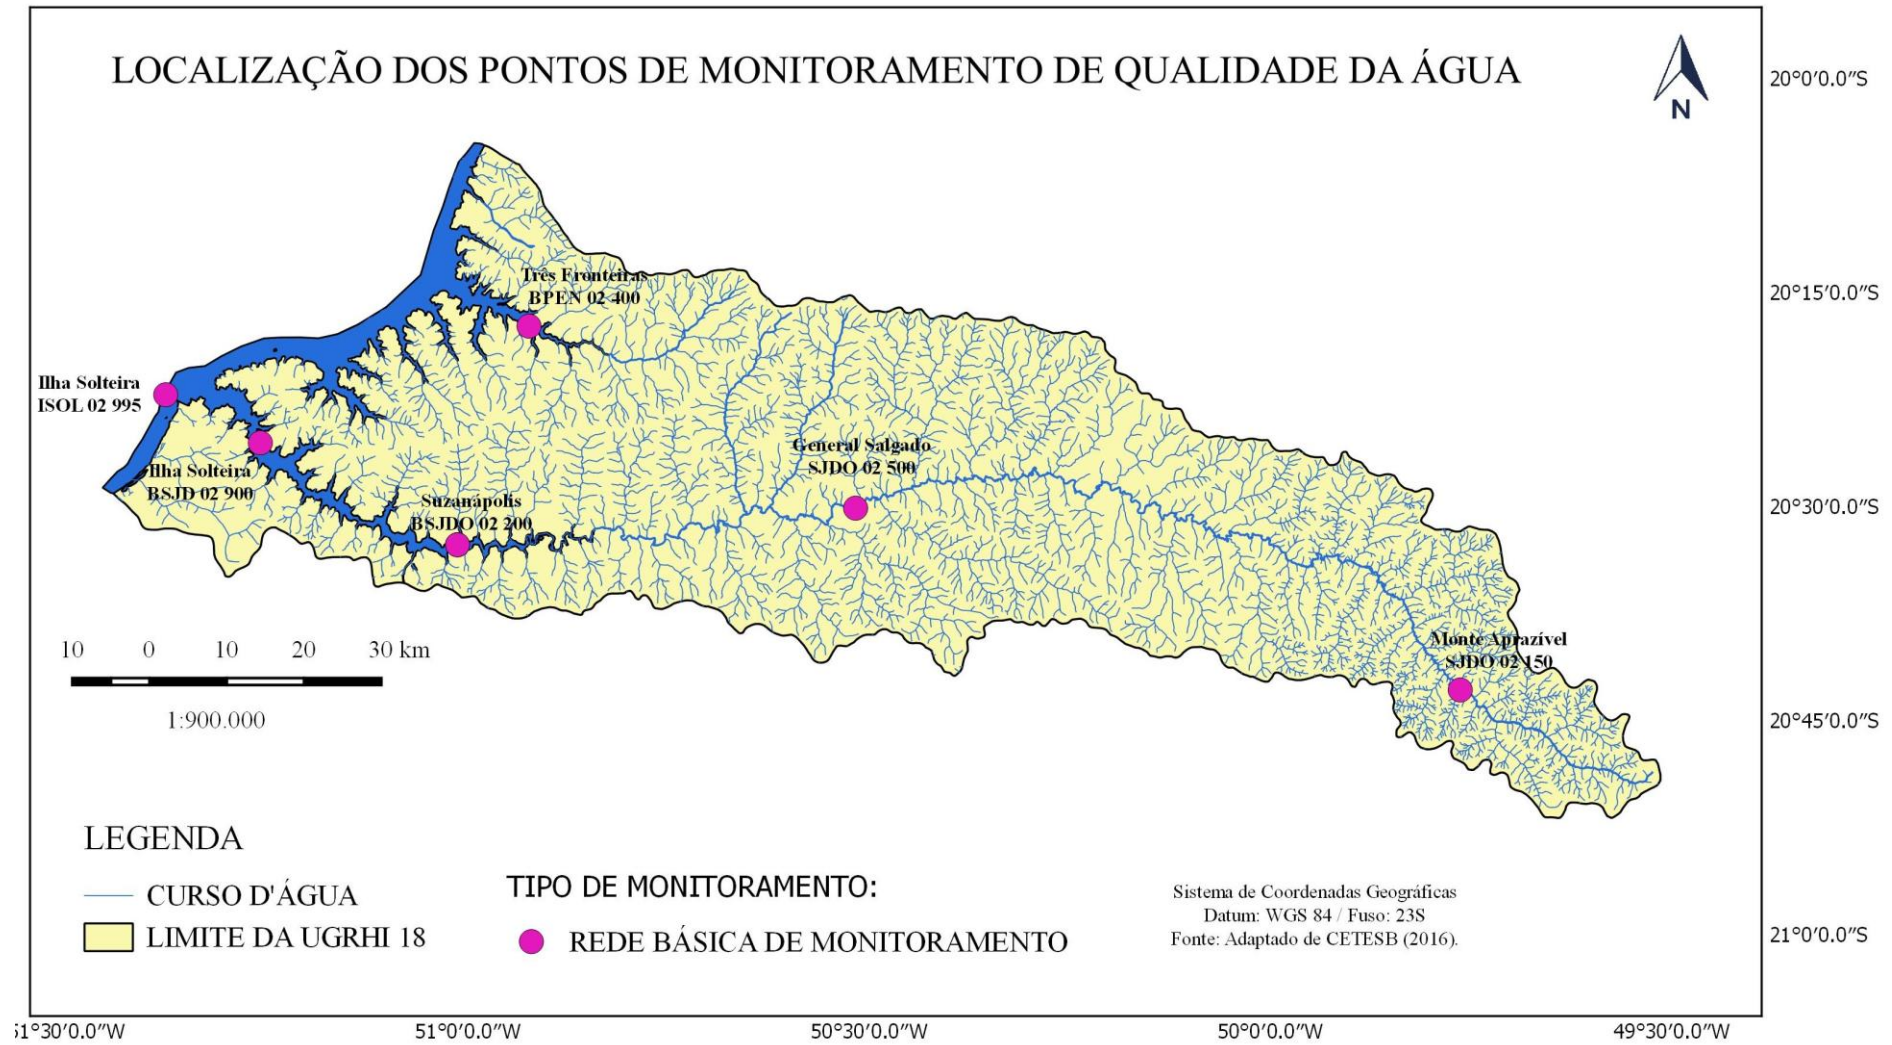 LOCALIZAÇÃO DOS PONTOS DE MONITORAMENTO DE QUALIDADE DA ÁGUA
N
20°0′0.0″S
20°15′0.0″S
20°30′0.0″S
20°45′0.0″S
21°0′0.0″S
Três Fronteiras
BPEN 02 400
Ilha Solteira
ISOL 02 995
Ilha Solteira
BSJD 02 900
Suzanápolis
BSJDO 02 200
General Salgado
SJDO 02 500
Monte Aprazível
SJDO 02 150
10 0 10 20 30 km
1:900.000
LEGENDA
CURSO D'ÁGUA
LIMITE DA UGRHI 18
TIPO DE MONITORAMENTO:
REDE BÁSICA DE MONITORAMENTO
Sistema de Coordenadas Geográficas
Datum: WGS 84 / Fuso: 23S
Fonte: Adaptado de CETESB (2016).
1°30′0.0″W 51°0′0.0″W 50°30′0.0″W 50°0′0.0″W 49°30′0.0″W